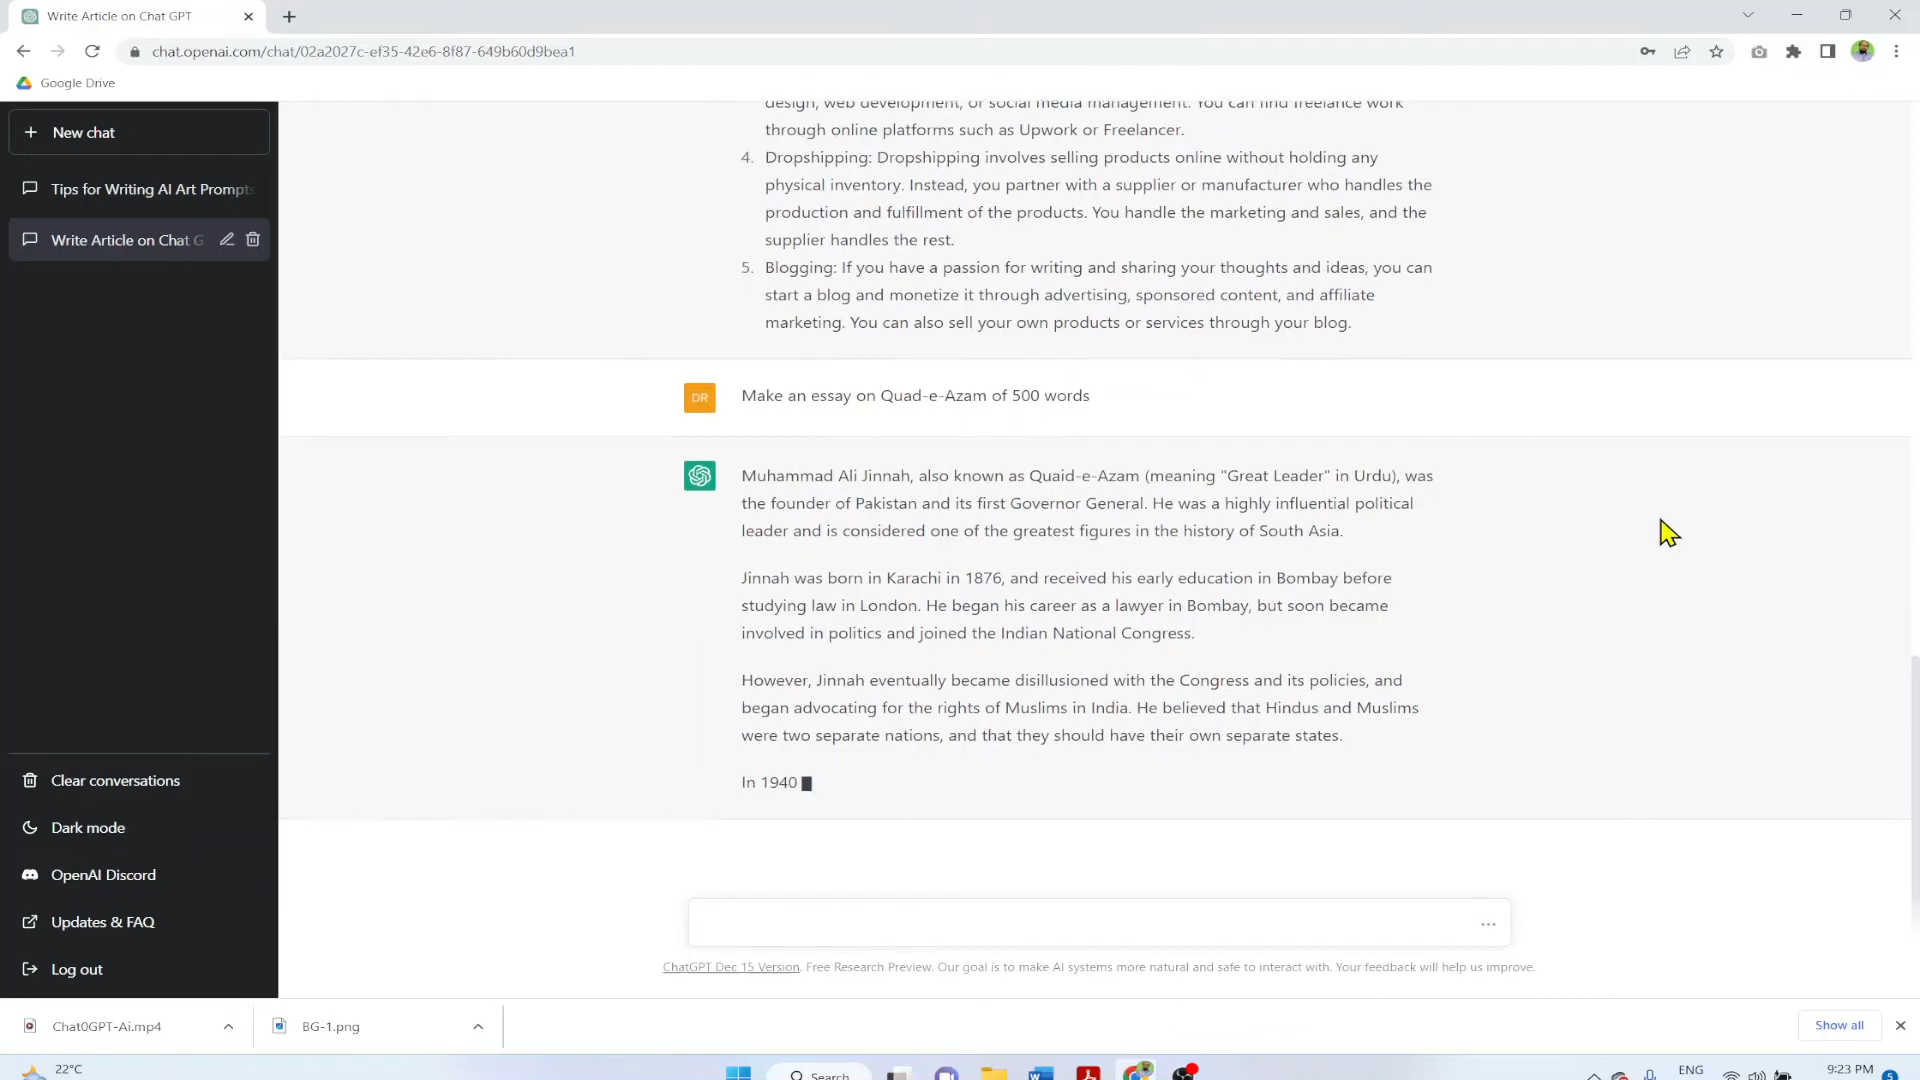 Write Article on Chat GPT
chat.openai.com/chat/02a2027c-ef35-42e6-8f87-649b60d9bea1
Google Drive
New chat
Tips for Writing AI Art Prompts
Write Article on Chat G
Clear conversations
Dark mode
OpenAI Discord
Updates & FAQ
Log out
design, web development, or social media management. You can find freelance work
through online platforms such as Upwork or Freelancer.
4. Dropshipping: Dropshipping involves selling products online without holding any
physical inventory. Instead, you partner with a supplier or manufacturer who handles the
production and fulfillment of the products. You handle the marketing and sales, and the
supplier handles the rest.
5. Blogging: If you have a passion for writing and sharing your thoughts and ideas, you can
start a blog and monetize it through advertising, sponsored content, and affiliate
marketing. You can also sell your own products or services through your blog.
DR Make an essay on Quad-e-Azam of 500 words
Muhammad Ali Jinnah, also known as Quaid-e-Azam (meaning "Great Leader" in Urdu), was
the founder of Pakistan and its first Governor General. He was a highly influential political
leader and is considered one of the greatest figures in the history of South Asia.
Jinnah was born in Karachi in 1876, and received his early education in Bombay before
studying law in London. He began his career as a lawyer in Bombay, but soon became
involved in politics and joined the Indian National Congress.
However, Jinnah eventually became disillusioned with the Congress and its policies, and
began advocating for the rights of Muslims in India. He believed that Hindus and Muslims
were two separate nations, and that they should have their own separate states.
In 1940
...
ChatGPT Dec 15 Version. Free Research Preview. Our goal is to make AI systems more natural and safe to interact with. Your feedback will help us improve.
Chat0GPT-Ai.mp4
BG-1.png
Show all
22°C
Search
ENG
9:23 PM
5